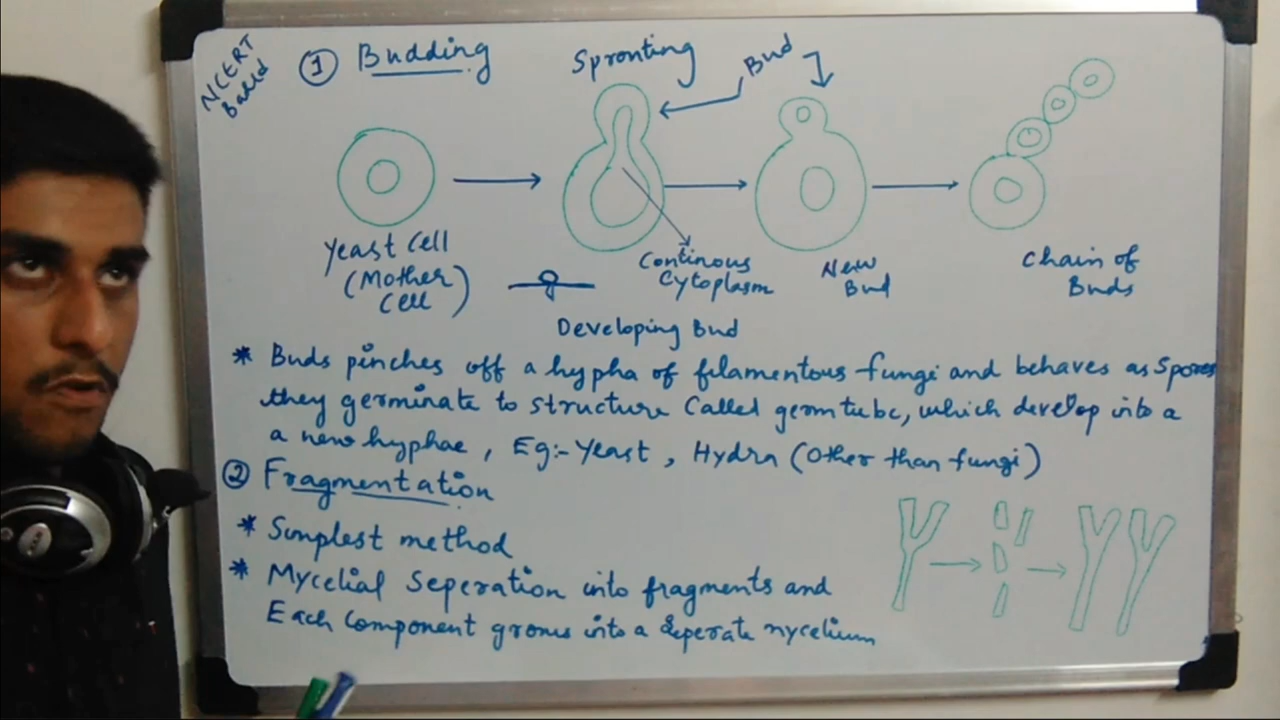 NCERT
Based
① Budding
Sprouting
Bud
Yeast Cell
(Mother
Cell)
Continous
Cytoplasm
New
Bud
Chain of
Buds
Developing Bud
* Buds pinches off a hypha of filamentous fungi and behaves as Spores
they germinate to structure Called germ tube, which develop into a
a new hyphae, Eg:- Yeast, Hydra (Other than fungi)
② Fragmentation
* Simplest method
* Mycelial Seperation into fragments and
Each Component grows into a Seperate mycelium